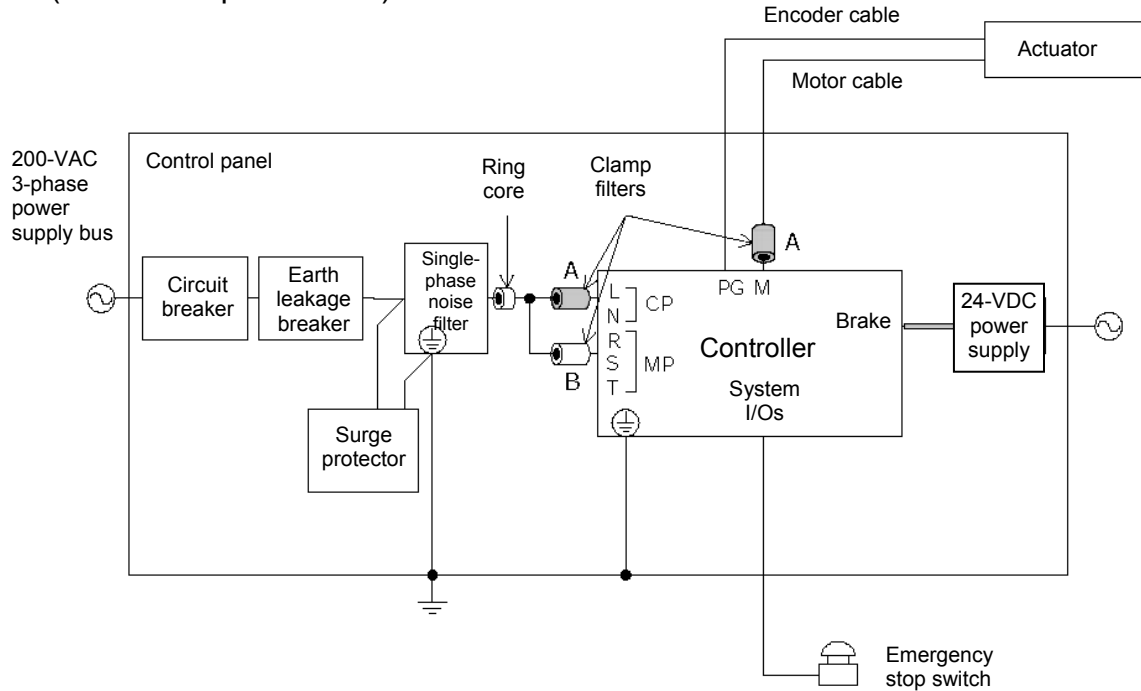 Encoder cable
Actuator
Motor cable
200-VAC
3-phase
power
supply bus
Control panel
Ring
core
Clamp
filters
Circuit
breaker
Earth
leakage
breaker
Single-
phase
noise
filter
A
B
A
L
N
CP
R
S
T
MP
PG M
Controller
Brake
System
I/Os
24-VDC
power
supply
Surge
protector
Emergency
stop switch